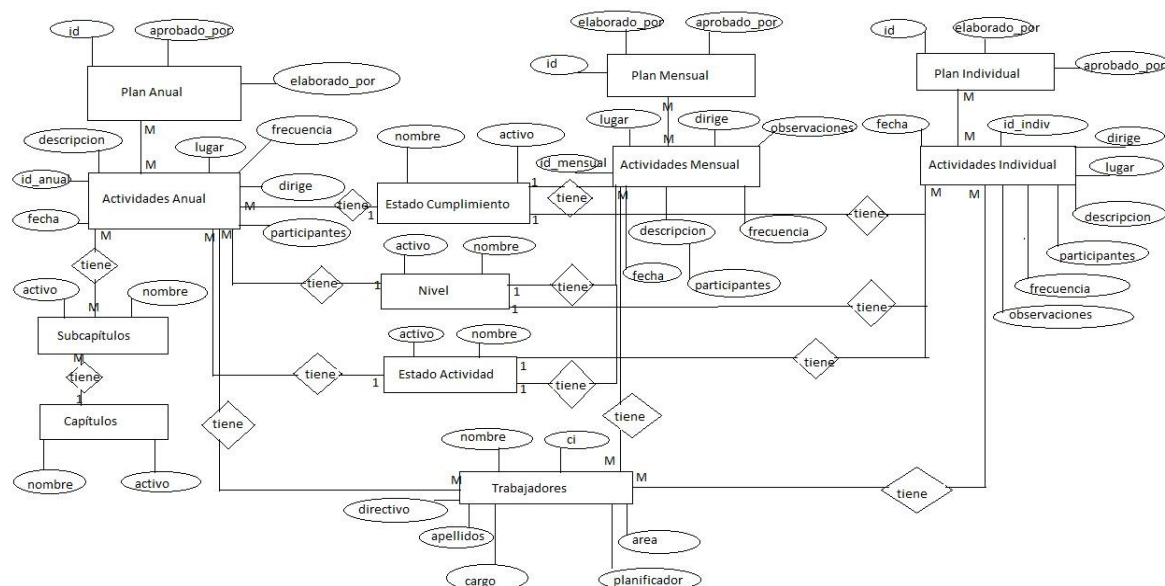 id
aprobado_por
elaborado_por
Plan Anual
M
M
descripcion
lugar
frecuencia
id_anual
Actividades Anual
dirige
fecha
participantes
M
M
M
M
M
tiene
activo
nombre
M
Subcapítulos
M
tiene
1
Capítulos
nombre
activo
elaborado_por
aprobado_por
id
Plan Mensual
M
lugar
dirige
M
observaciones
id_mensual
Actividades Mensual
M
descripcion
frecuencia
fecha
participantes
id
elaborado_por
aprobado_por
Plan Individual
M
fecha
id_indiv
dirige
M
lugar
Actividades Individual
descripcion
M
M
participantes
frecuencia
observaciones
nombre
activo
Estado Cumplimiento
tiene
1
1
tiene
1
tiene
activo
nombre
Nivel
tiene
1
1
tiene
1
tiene
activo
nombre
Estado Actividad
tiene
1
1
tiene
1
tiene
tiene
tiene
tiene
nombre
ci
M
M
M
Trabajadores
directivo
apellidos
cargo
area
planificador